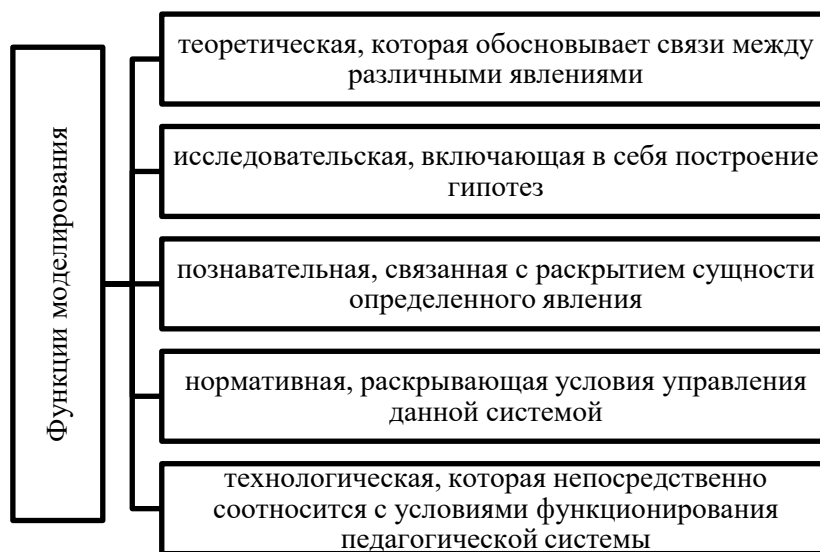 Функции моделирования
теоретическая, которая обосновывает связи между
различными явлениями
исследовательская, включающая в себя построение
гипотез
познавательная, связанная с раскрытием сущности
определенного явления
нормативная, раскрывающая условия управления
данной системой
технологическая, которая непосредственно
соотносится с условиями функционирования
педагогической системы